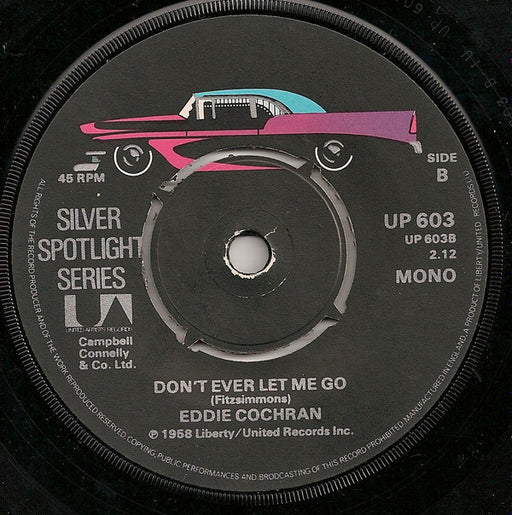 45 RPM
SIDE
B
SILVER
SPOTLIGHT
SERIES
UA
UNITED ARTISTS RECORDS
Campbell
Connelly
& Co. Ltd.
UP 603
UP 603B
2.12
MONO
DON'T EVER LET ME GO
(Fitzsimmons)
EDDIE COCHRAN
℗ 1958 Liberty/United Records Inc.
ALL RIGHTS OF THE RECORD PRODUCER AND OF THE OWNER OF THE WORK REPRODUCED RESERVED. COPYING, PUBLIC PERFORMANCES AND BRODCASTING OF THIS RECORD PROHIBITED. MANUFACTURED IN ENGLAND. A PRODUCT OF LIBERTY/UNITED RECORDS